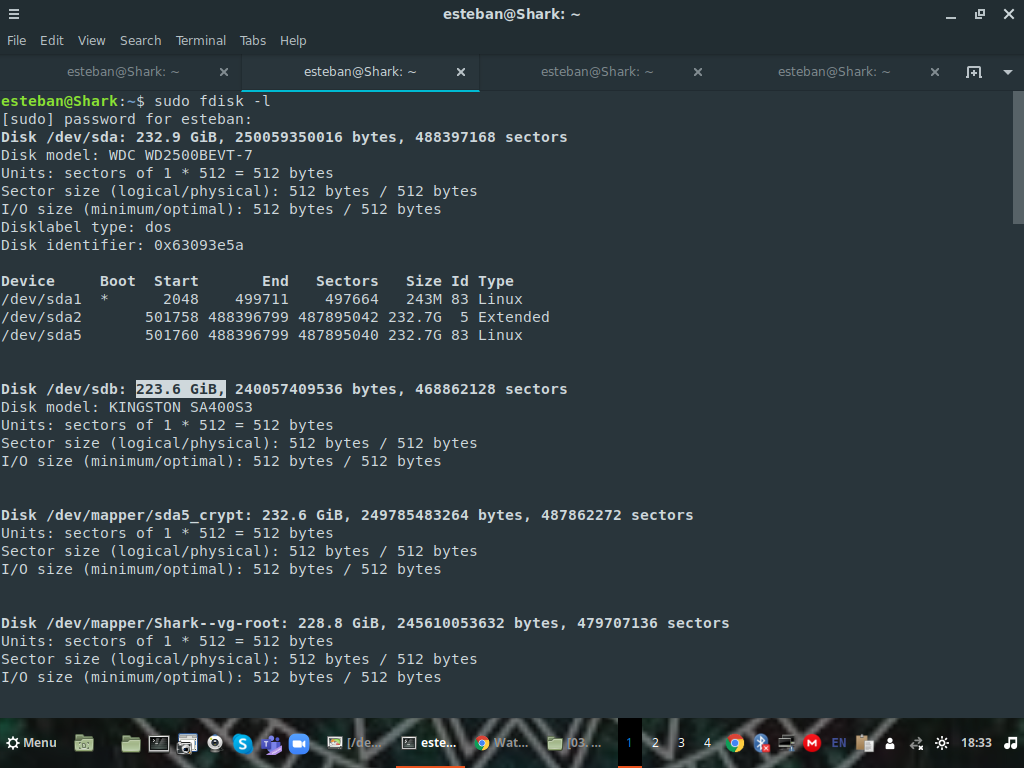 esteban@Shark: ~
File Edit View Search Terminal Tabs Help
esteban@Shark: ~ esteban@Shark: ~ esteban@Shark: ~ esteban@Shark: ~
esteban@Shark:~$ sudo fdisk -l
[sudo] password for esteban:
Disk /dev/sda: 232.9 GiB, 250059350016 bytes, 488397168 sectors
Disk model: WDC WD2500BEVT-7
Units: sectors of 1 * 512 = 512 bytes
Sector size (logical/physical): 512 bytes / 512 bytes
I/O size (minimum/optimal): 512 bytes / 512 bytes
Disklabel type: dos
Disk identifier: 0x63093e5a
Device     Boot  Start       End   Sectors   Size Id Type
/dev/sda1  *      2048    499711    497664   243M 83 Linux
/dev/sda2       501758 488396799 487895042 232.7G  5 Extended
/dev/sda5       501760 488396799 487895040 232.7G 83 Linux
Disk /dev/sdb: 223.6 GiB, 240057409536 bytes, 468862128 sectors
Disk model: KINGSTON SA400S3
Units: sectors of 1 * 512 = 512 bytes
Sector size (logical/physical): 512 bytes / 512 bytes
I/O size (minimum/optimal): 512 bytes / 512 bytes
Disk /dev/mapper/sda5_crypt: 232.6 GiB, 249785483264 bytes, 487862272 sectors
Units: sectors of 1 * 512 = 512 bytes
Sector size (logical/physical): 512 bytes / 512 bytes
I/O size (minimum/optimal): 512 bytes / 512 bytes
Disk /dev/mapper/Shark--vg-root: 228.8 GiB, 245610053632 bytes, 479707136 sectors
Units: sectors of 1 * 512 = 512 bytes
Sector size (logical/physical): 512 bytes / 512 bytes
I/O size (minimum/optimal): 512 bytes / 512 bytes
Menu [/de... este... Wat... [03. ... 1 2 3 4 EN 18:33